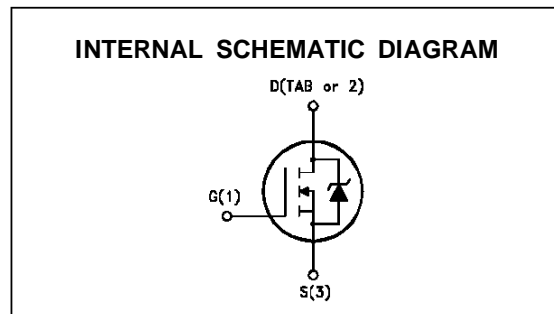 INTERNAL SCHEMATIC DIAGRAM
D(TAB or 2)
G(1)
S(3)